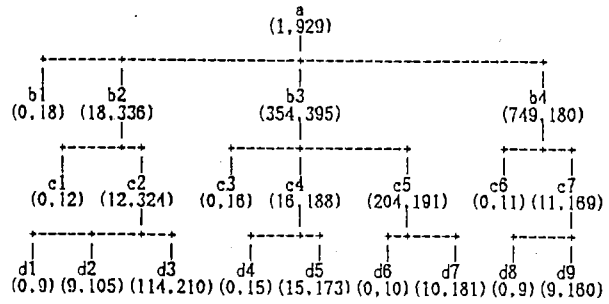 a
(1,929)
b1 b2 b3 b4
(0,18) (18,336) (354,395) (749,180)
c1 c2 c3 c4 c5 c6 c7
(0,12) (12,324) (0,16) (16,188) (204,191) (0,11) (11,169)
d1 d2 d3 d4 d5 d6 d7 d8 d9
(0,9) (9,105) (114,210) (0,15) (15,173) (0,10) (10,181) (0,9) (9,160)